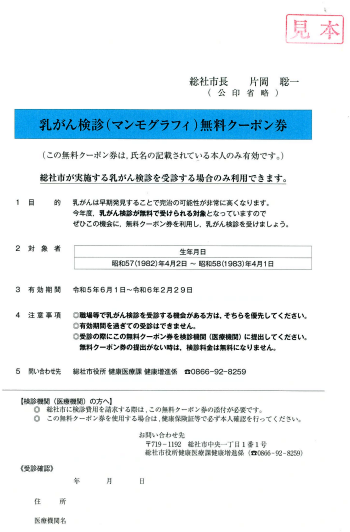 見本
総社市長 片岡 聡一
（公印省略）
乳がん検診（マンモグラフィ）無料クーポン券
（この無料クーポン券は、氏名の記載されている本人のみ有効です。）
総社市が実施する乳がん検診を受診する場合のみ利用できます。
1 目 的 乳がんは早期発見することで完治の可能性が非常に高くなります。
今年度、乳がん検診が無料で受けられる対象となっていますので
ぜひこの機会に、無料クーポン券を利用し、乳がん検診を受けましょう。
2 対 象 者 生年月日
昭和57(1982)年4月2日 ～ 昭和58(1983)年4月1日
3 有効期間 令和5年6月1日～令和6年2月29日
4 注意事項 ◎職場等で乳がん検診を受診する機会がある方は、そちらを優先してください。
◎有効期間を過ぎての受診はできません。
◎受診の際にこの無料クーポン券を検診機関（医療機関）に提出してください。
無料クーポン券の提出がない時は、検診料金は無料になりません。
5 問い合わせ先 総社市役所 健康医療課 健康増進係 ☎0866-92-8259
【検診機関（医療機関）の方へ】
◎ 総社市に検診費用を請求する際は、この無料クーポン券の添付が必要です。
◎ この無料クーポン券を使用する場合は、健康保険証等で必ず本人確認を行ってください。
お問い合わせ先
〒719-1192 総社市中央一丁目1番1号
総社市役所健康医療課健康増進係（☎0866-92-8259）
《受診確認》
年 月 日
住 所
医療機関名